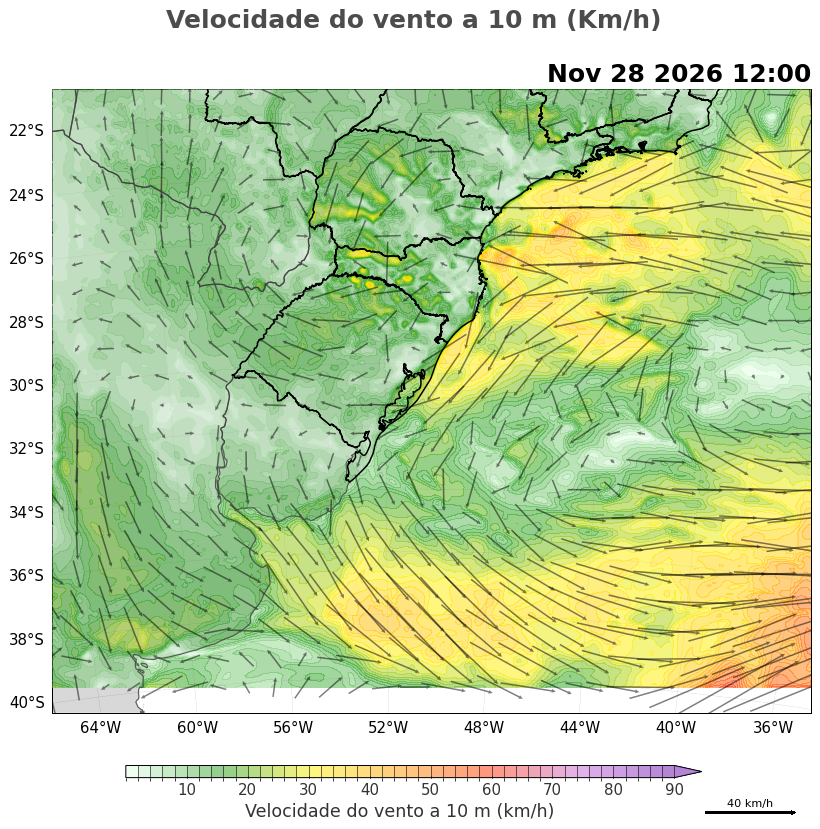 Velocidade do vento a 10 m (Km/h)
Nov 28 2026 12:00
22°S
24°S
26°S
28°S
30°S
32°S
34°S
36°S
38°S
40°S
64°W 60°W 56°W 52°W 48°W 44°W 40°W 36°W
10 20 30 40 50 60 70 80 90
Velocidade do vento a 10 m (km/h)
40 km/h